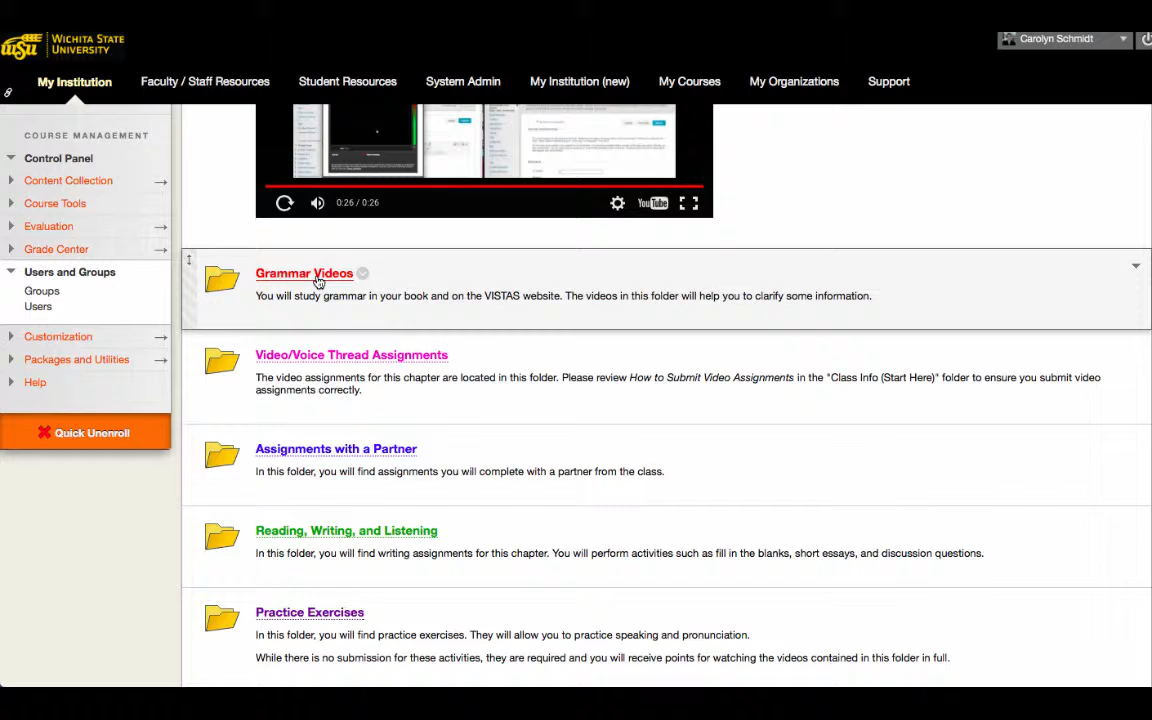 WICHITA STATE
UNIVERSITY
Carolyn Schmidt
My Institution
Faculty / Staff Resources
Student Resources
System Admin
My Institution (new)
My Courses
My Organizations
Support
COURSE MANAGEMENT
Control Panel
Content Collection
Course Tools
Evaluation
Grade Center
Users and Groups
Groups
Users
Customization
Packages and Utilities
Help
Quick Unenroll
0:26 / 0:26
YouTube
Grammar Videos
You will study grammar in your book and on the VISTAS website. The videos in this folder will help you to clarify some information.
Video/Voice Thread Assignments
The video assignments for this chapter are located in this folder. Please review How to Submit Video Assignments in the "Class Info (Start Here)" folder to ensure you submit video
assignments correctly.
Assignments with a Partner
In this folder, you will find assignments you will complete with a partner from the class.
Reading, Writing, and Listening
In this folder, you will find writing assignments for this chapter. You will perform activities such as fill in the blanks, short essays, and discussion questions.
Practice Exercises
In this folder, you will find practice exercises. They will allow you to practice speaking and pronunciation.
While there is no submission for these activities, they are required and you will receive points for watching the videos contained in this folder in full.